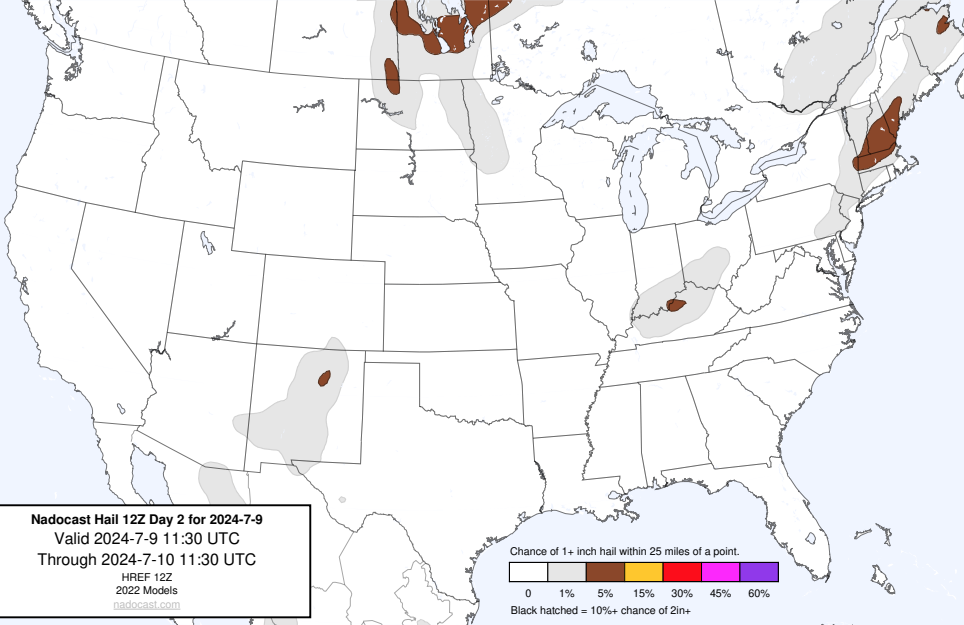 Nadocast Hail 12Z Day 2 for 2024-7-9
Valid 2024-7-9 11:30 UTC
Through 2024-7-10 11:30 UTC
HREF 12Z
2022 Models
nadocast.com
Chance of 1+ inch hail within 25 miles of a point.
0 1% 5% 15% 30% 45% 60%
Black hatched = 10%+ chance of 2in+